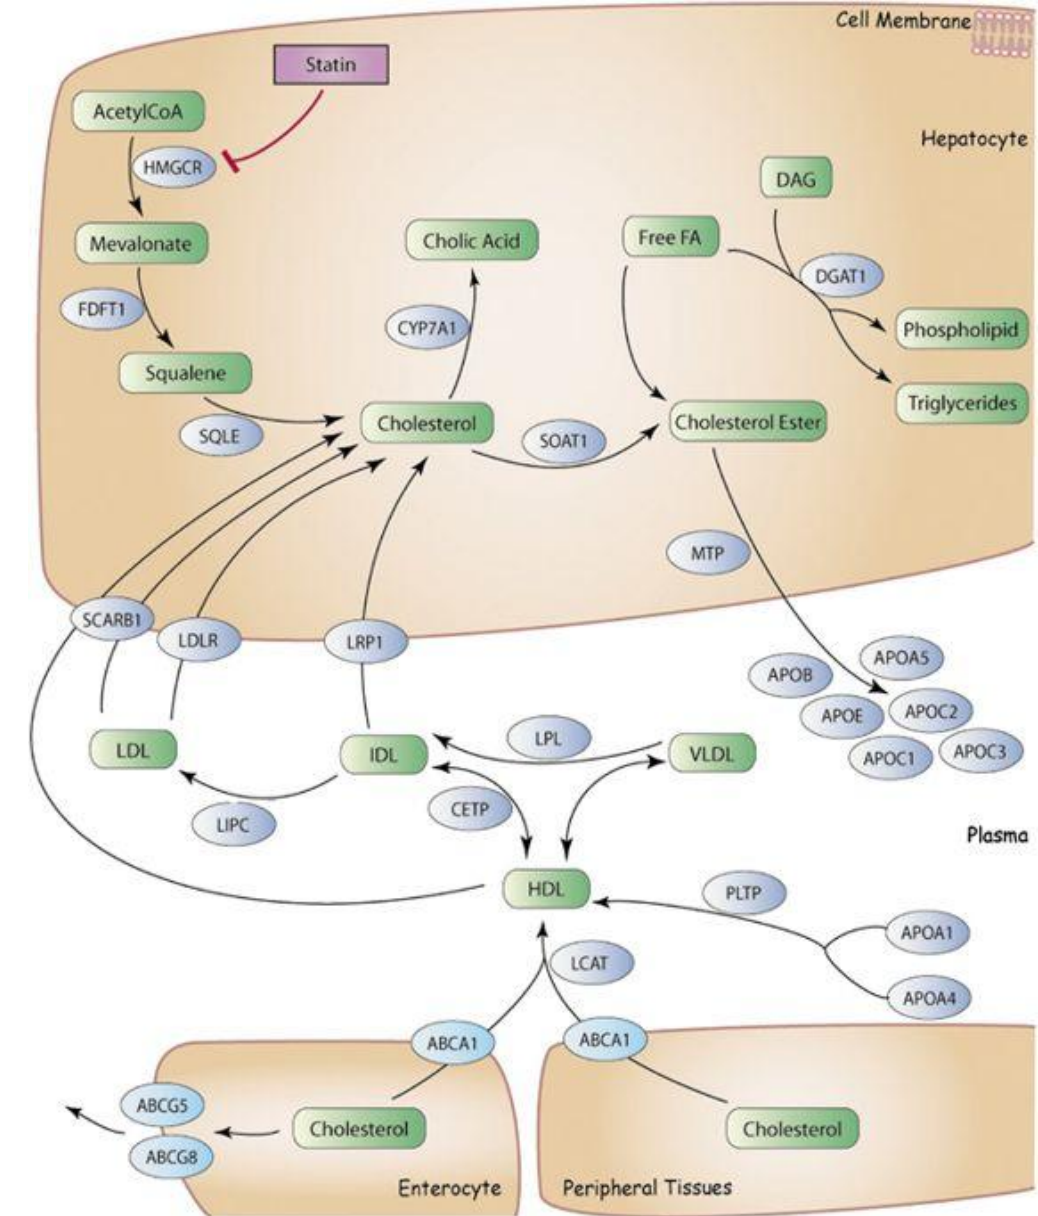 Cell Membrane
Statin
AcetylCoA
Hepatocyte
HMGCR
DAG
Mevalonate
Cholic Acid
Free FA
DGAT1
FDFT1
CYP7A1
Phospholipid
Squalene
Triglycerides
Cholesterol
Cholesterol Ester
SQLE
SOAT1
MTP
SCARB1
LDLR
LRP1
APOB
APOA5
APOE
APOC2
LDL
IDL
LPL
VLDL
APOC1
APOC3
LIPC
CETP
Plasma
HDL
PLTP
APOA1
LCAT
APOA4
ABCA1
ABCA1
ABCG5
Cholesterol
Cholesterol
ABCG8
Enterocyte
Peripheral Tissues